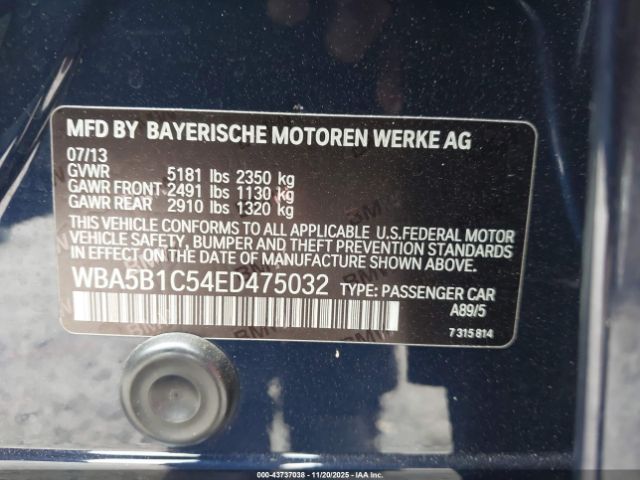 MFD BY BAYERISCHE MOTOREN WERKE AG
07/13
GVWR 5181 lbs 2350 kg
GAWR FRONT 2491 lbs 1130 kg
GAWR REAR 2910 lbs 1320 kg
THIS VEHICLE CONFORMS TO ALL APPLICABLE U.S.FEDERAL MOTOR
VEHICLE SAFETY, BUMPER AND THEFT PREVENTION STANDARDS
IN EFFECT ON THE DATE OF MANUFACTURE SHOWN ABOVE.
WBA5B1C54ED475032 TYPE: PASSENGER CAR
A89/5
7 315 814
000-43737038 - 11/20/2025 - IAAI.COM